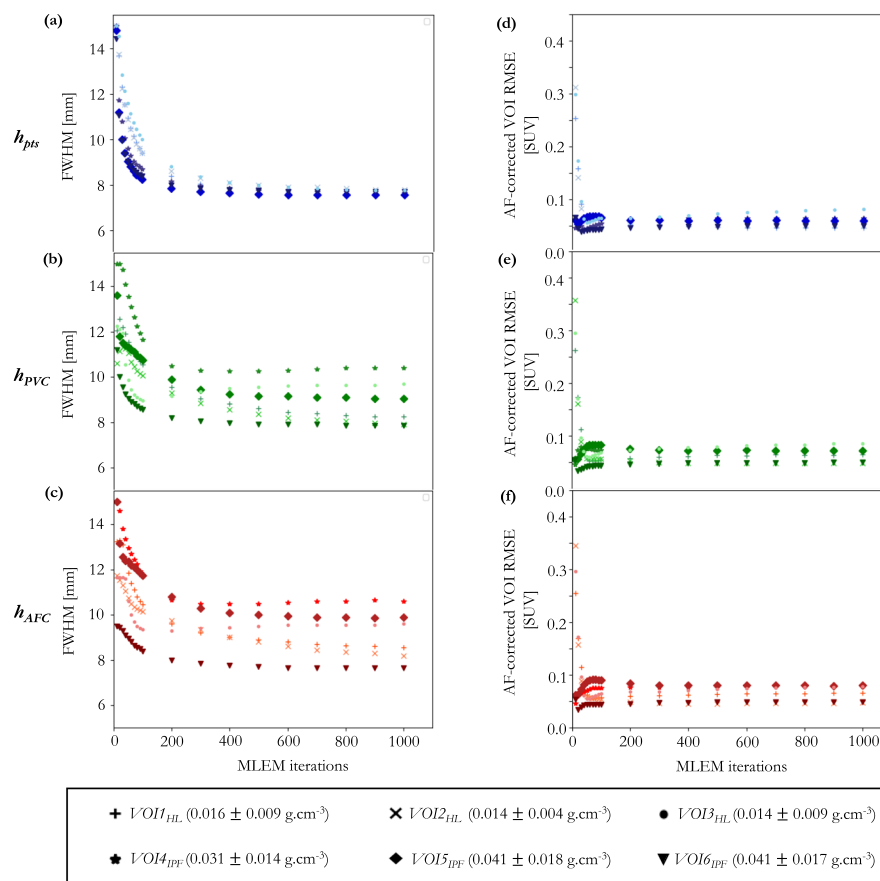 (a)
14
12
10
8
6
FWHM [mm]
h_pts
(d)
0.4
0.3
0.2
0.1
0.0
AF-corrected VOI RMSE
[SUV]
(b)
14
12
10
8
6
FWHM [mm]
h_PVC
(e)
0.4
0.3
0.2
0.1
0.0
AF-corrected VOI RMSE
[SUV]
(c)
14
12
10
8
6
FWHM [mm]
h_AFC
0 200 400 600 800 1000
MLEM iterations
(f)
0.4
0.3
0.2
0.1
0.0
AF-corrected VOI RMSE
[SUV]
0 200 400 600 800 1000
MLEM iterations
VOI1_HL (0.016 ± 0.009 g.cm⁻³) VOI2_HL (0.014 ± 0.004 g.cm⁻³) VOI3_HL (0.014 ± 0.009 g.cm⁻³)
VOI4_IPF (0.031 ± 0.014 g.cm⁻³) VOI5_IPF (0.041 ± 0.018 g.cm⁻³) VOI6_IPF (0.041 ± 0.017 g.cm⁻³)